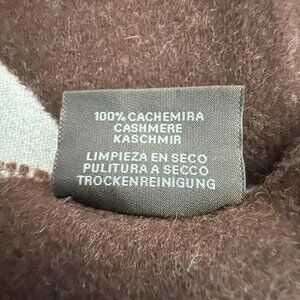 100% CACHEMIRA
CASHMERE
KASCHMIR
LIMPIEZA EN SECO
PULITURA A SECCO
TROCKENREINIGUNG